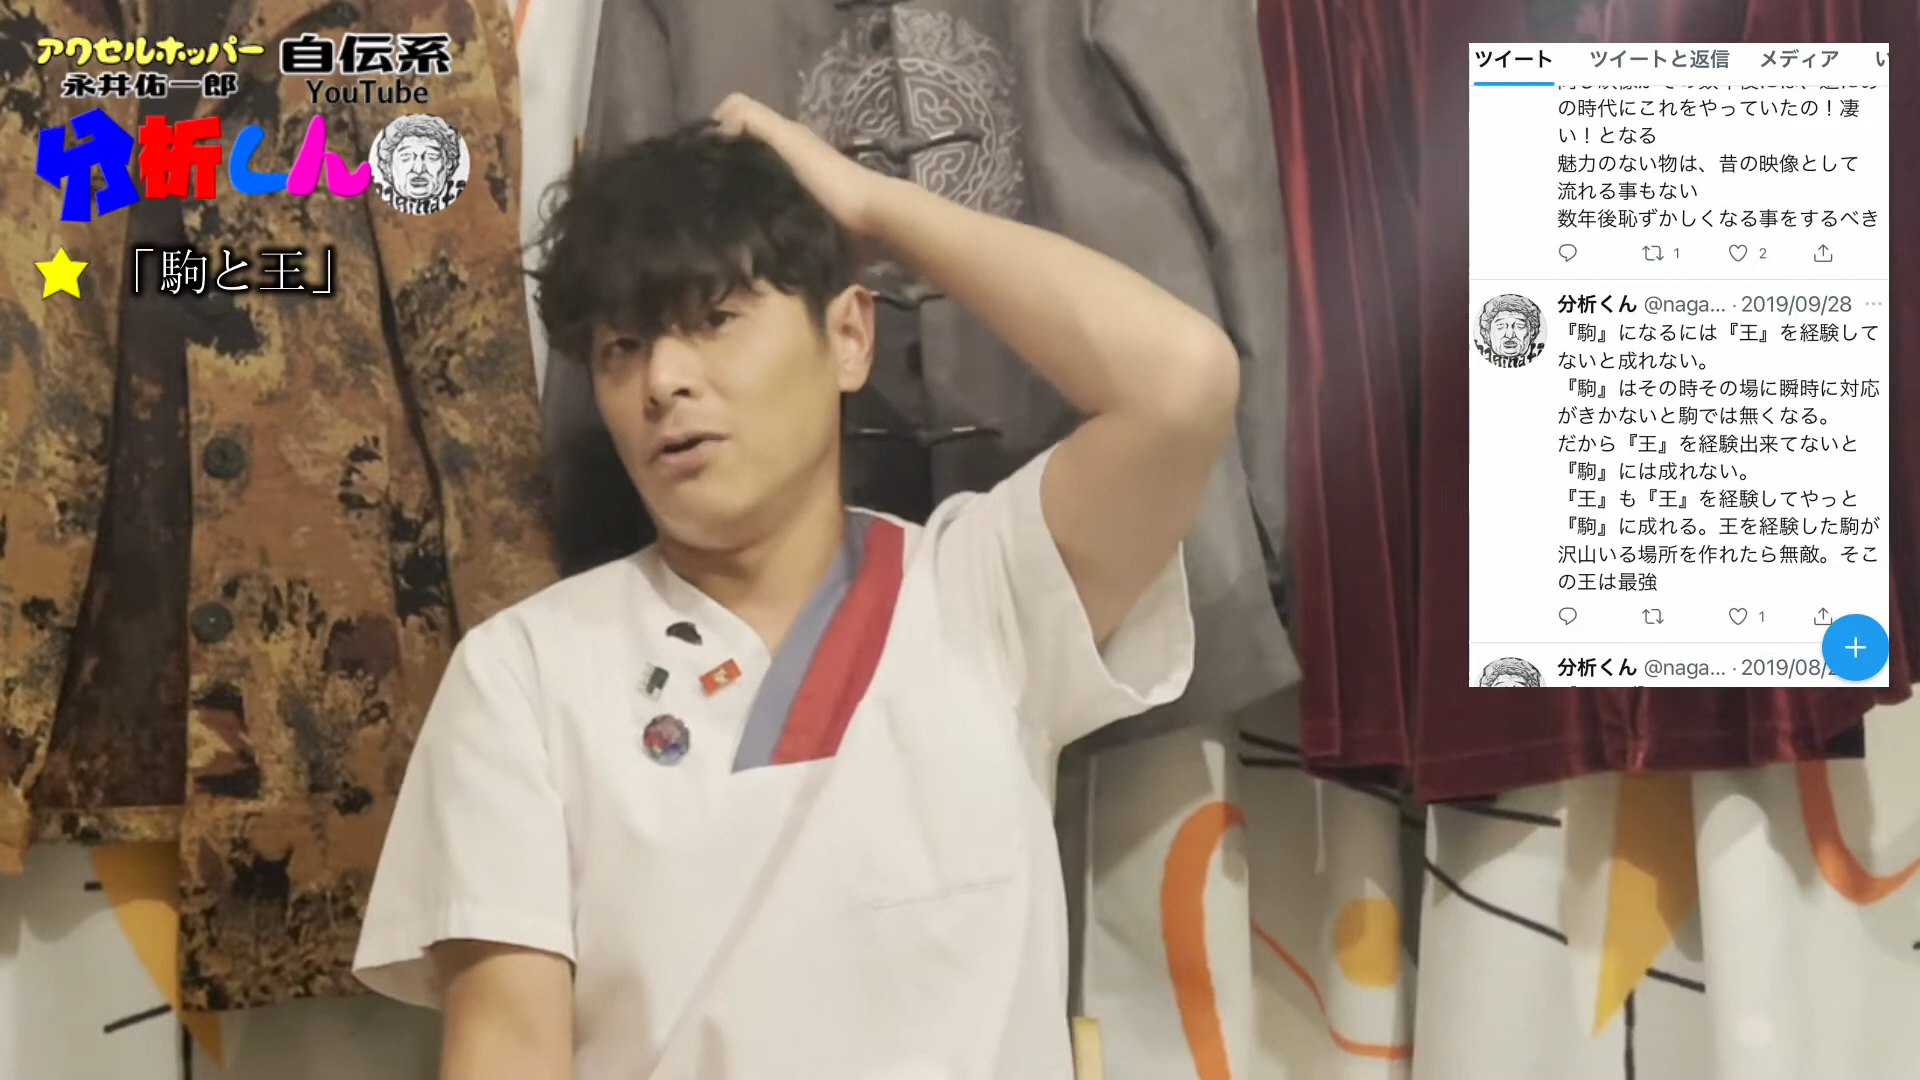 アクセルホッパー
永井佑一郎
自伝系
YouTube
分析くん
「駒と王」
ツイート ツイートと返信 メディア い
の時代にこれをやっていたの！凄
い！となる
魅力のない物は、昔の映像として
流れる事もない
数年後恥ずかしくなる事をするべき
1 2
分析くん @naga... · 2019/09/28 ···
『駒』になるには『王』を経験して
ないと成れない。
『駒』はその時その場に瞬時に対応
がきかないと駒では無くなる。
だから『王』を経験出来てないと
『駒』には成れない。
『王』も『王』を経験してやっと
『駒』に成れる。王を経験した駒が
沢山いる場所を作れたら無敵。そこ
の王は最強
1
分析くん @naga... · 2019/08/